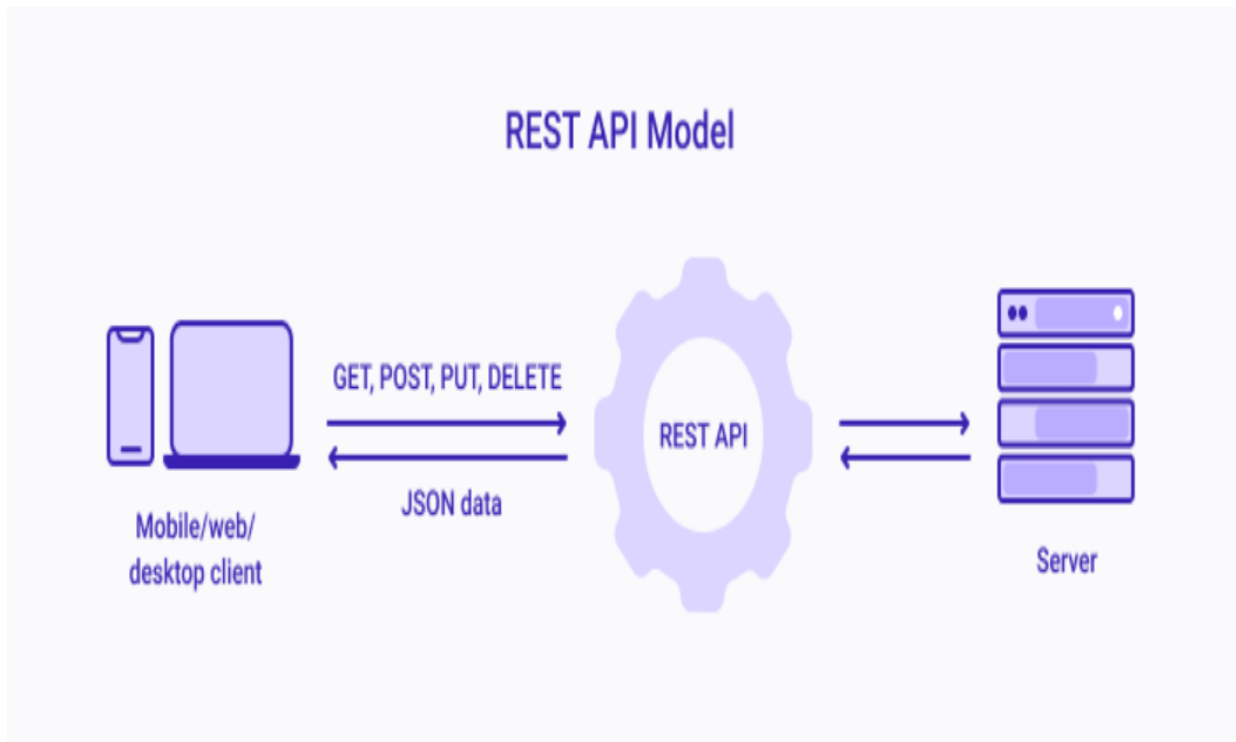 REST API Model
GET, POST, PUT, DELETE
REST API
JSON data
Mobile/web/
desktop client
Server